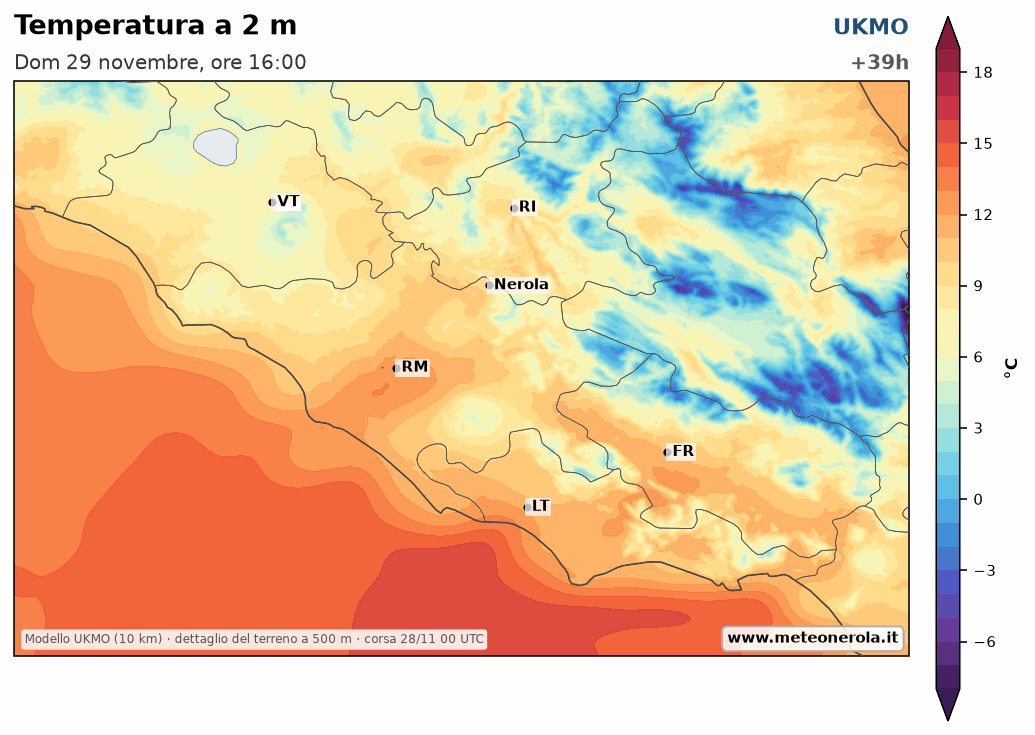 Temperatura a 2 m
UKMO
Dom 29 novembre, ore 16:00
+39h
VT
RI
Nerola
RM
FR
LT
Modello UKMO (10 km) · dettaglio del terreno a 500 m · corsa 28/11 00 UTC
www.meteonerola.it
18
15
12
9
6
3
0
−3
−6
°C